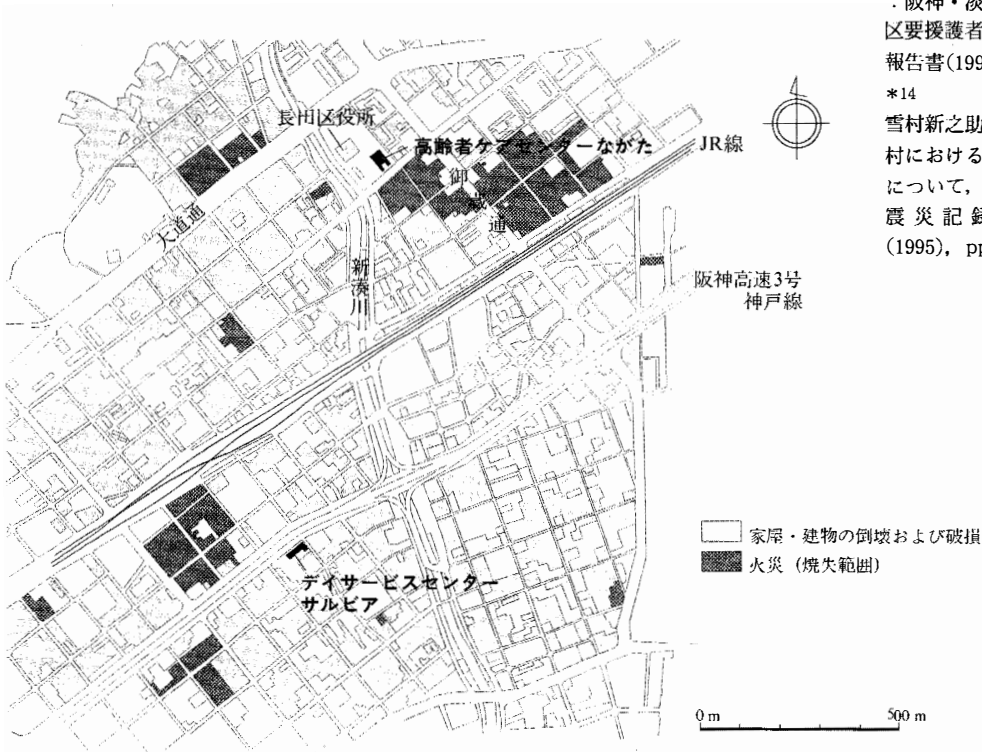 ：阪神・淡
区要援護者
報告書(199
*14
雪村新之助
村における
について，
震災記録
(1995), pp
長田区役所
高齢者ケアセンターながた
JR線
御蔵通
大道通
新湊川
阪神高速3号
神戸線
デイサービスセンター
サルビア
家屋・建物の倒壊および破損
火災（焼失範囲）
0 m
500 m